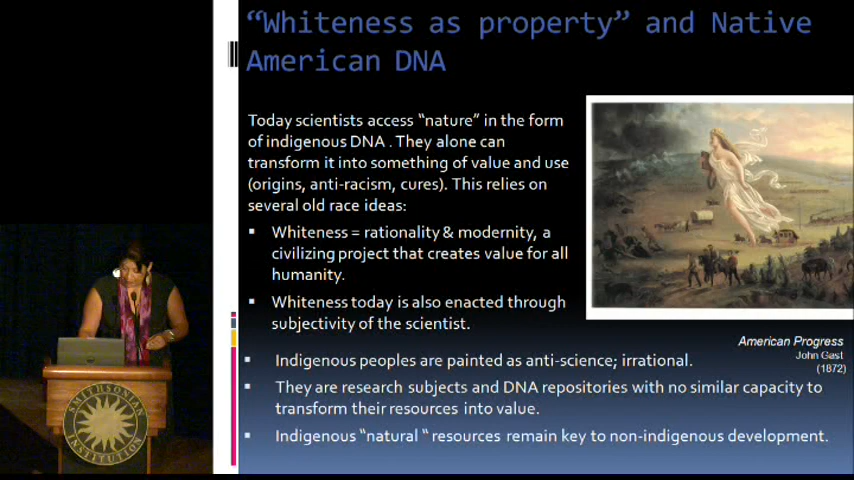 “Whiteness as property” and Native
American DNA
Today scientists access “nature” in the form
of indigenous DNA . They alone can
transform it into something of value and use
(origins, anti-racism, cures). This relies on
several old race ideas:
▪ Whiteness = rationality & modernity, a
civilizing project that creates value for all
humanity.
▪ Whiteness today is also enacted through
subjectivity of the scientist.
American Progress
John Gast
(1872)
▪ Indigenous peoples are painted as anti-science; irrational.
▪ They are research subjects and DNA repositories with no similar capacity to
transform their resources into value.
▪ Indigenous “natural “ resources remain key to non-indigenous development.
SMITHSONIAN
INSTITUTION